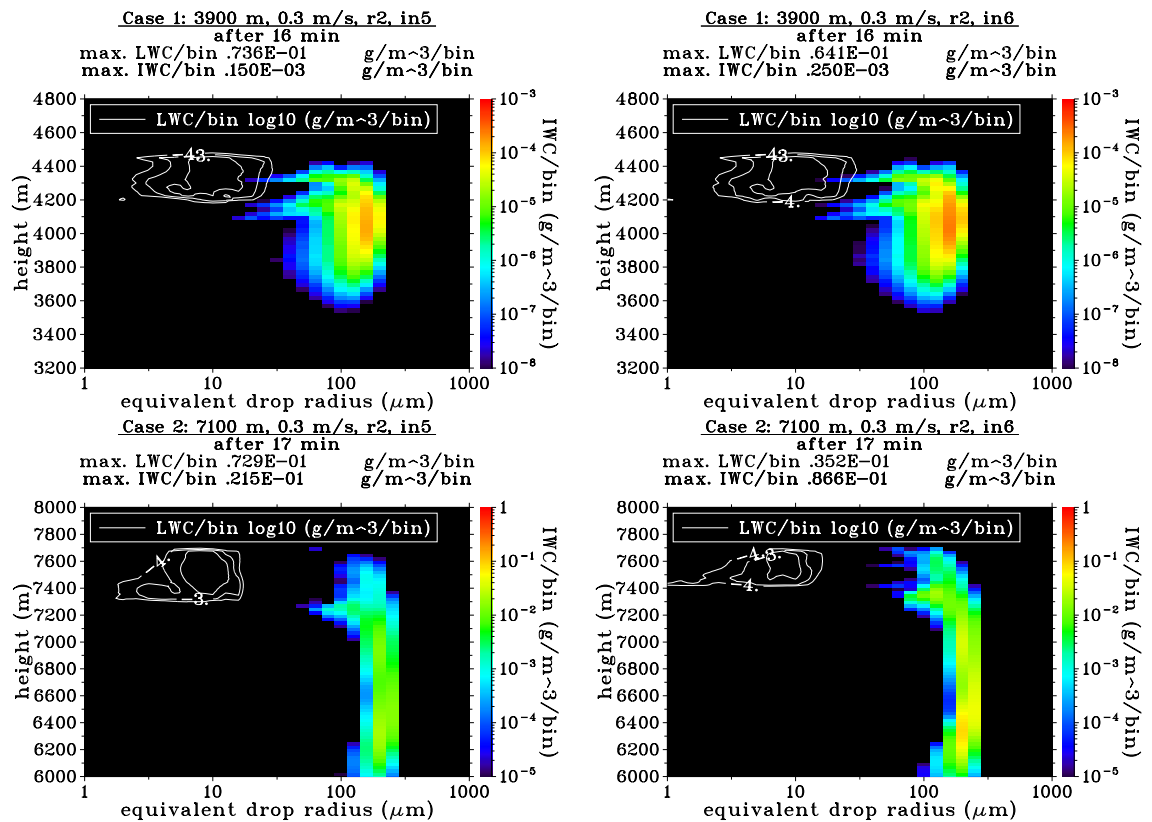 Case 1: 3900 m, 0.3 m/s, r2, in5
after 16 min
max. LWC/bin .736E-01 g/m~3/bin
max. IWC/bin .150E-03 g/m~3/bin
LWC/bin log10 (g/m~3/bin)
-43.
4800
4600
4400
4200
4000
3800
3600
3400
3200
height (m)
1
10
100
1000
equivalent drop radius (μm)
10⁻³
10⁻⁴
10⁻⁵
10⁻⁶
10⁻⁷
10⁻⁸
IWC/bin (g/m~3/bin)
Case 1: 3900 m, 0.3 m/s, r2, in6
after 16 min
max. LWC/bin .641E-01 g/m~3/bin
max. IWC/bin .250E-03 g/m~3/bin
LWC/bin log10 (g/m~3/bin)
-43.
-4.
4800
4600
4400
4200
4000
3800
3600
3400
3200
height (m)
1
10
100
1000
equivalent drop radius (μm)
10⁻³
10⁻⁴
10⁻⁵
10⁻⁶
10⁻⁷
10⁻⁸
IWC/bin (g/m~3/bin)
Case 2: 7100 m, 0.3 m/s, r2, in5
after 17 min
max. LWC/bin .729E-01 g/m~3/bin
max. IWC/bin .215E-01 g/m~3/bin
LWC/bin log10 (g/m~3/bin)
-4.
-3.
8000
7800
7600
7400
7200
7000
6800
6600
6400
6200
6000
height (m)
1
10
100
1000
equivalent drop radius (μm)
1
10⁻¹
10⁻²
10⁻³
10⁻⁴
10⁻⁵
IWC/bin (g/m~3/bin)
Case 2: 7100 m, 0.3 m/s, r2, in6
after 17 min
max. LWC/bin .352E-01 g/m~3/bin
max. IWC/bin .866E-01 g/m~3/bin
LWC/bin log10 (g/m~3/bin)
-4.3.
-4.
8000
7800
7600
7400
7200
7000
6800
6600
6400
6200
6000
height (m)
1
10
100
1000
equivalent drop radius (μm)
1
10⁻¹
10⁻²
10⁻³
10⁻⁴
10⁻⁵
IWC/bin (g/m~3/bin)